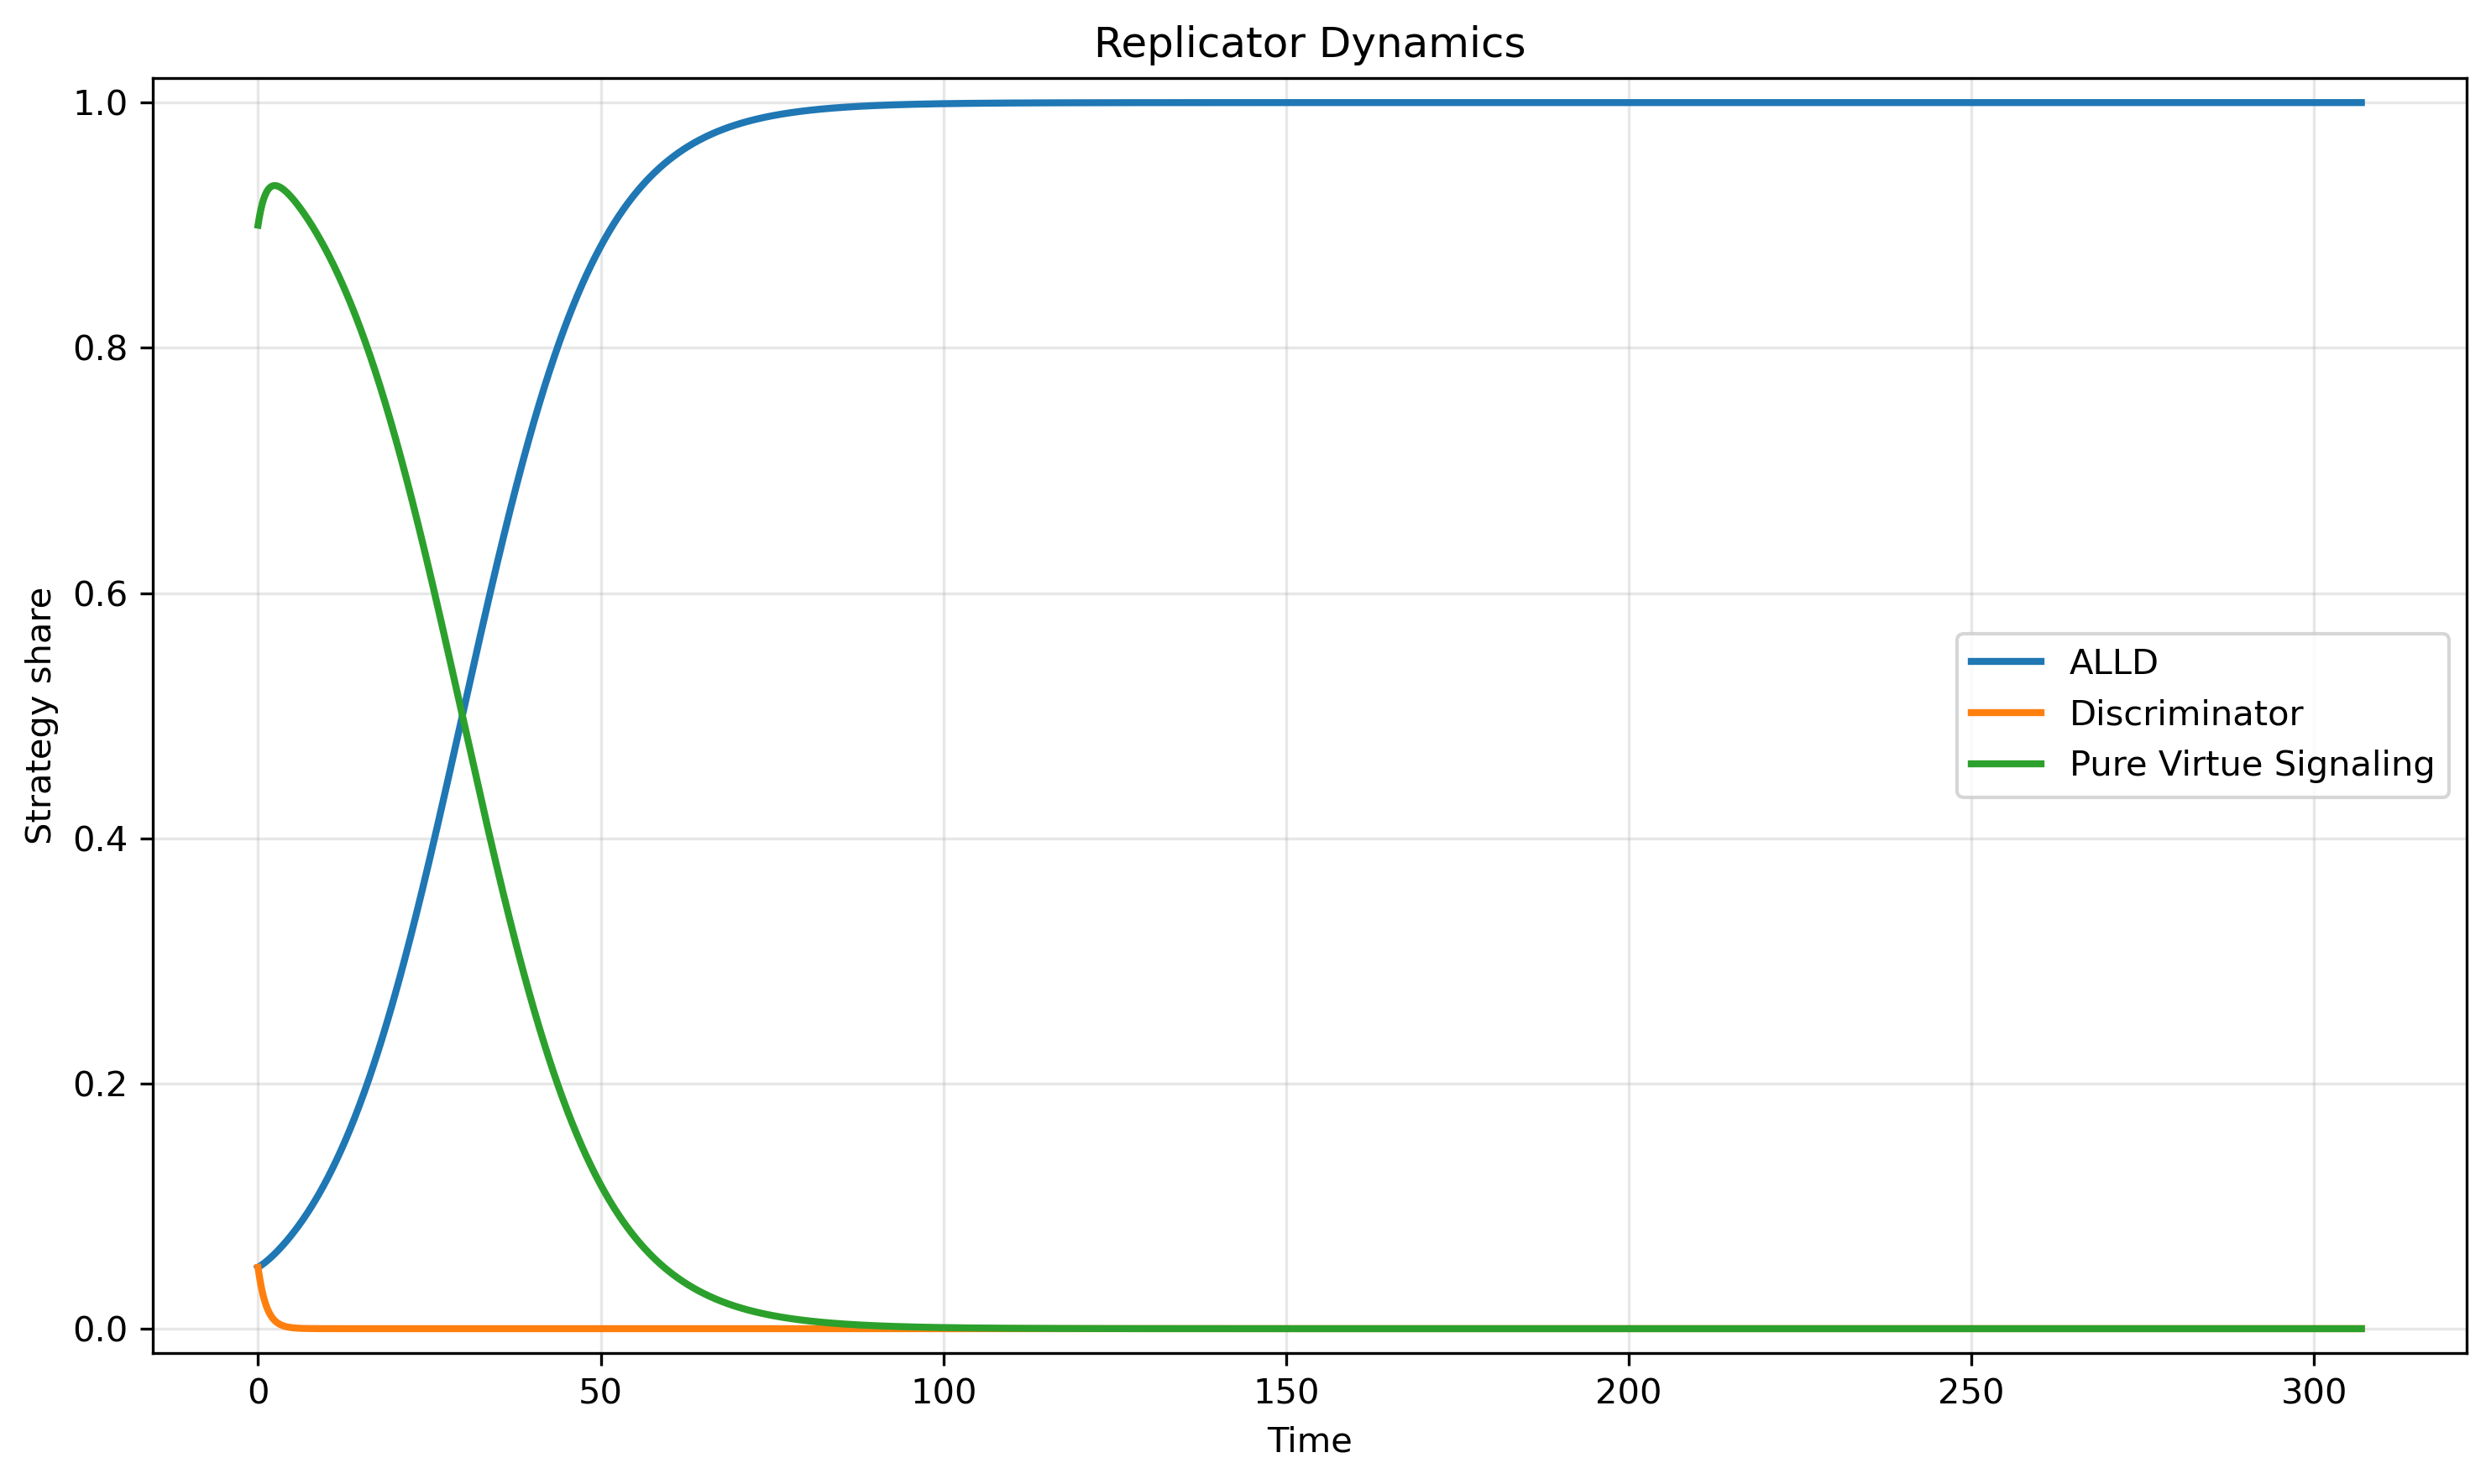 Replicator Dynamics
1.0
0.8
0.6
0.4
0.2
0.0
Strategy share
ALLD
Discriminator
Pure Virtue Signaling
0 50 100 150 200 250 300
Time